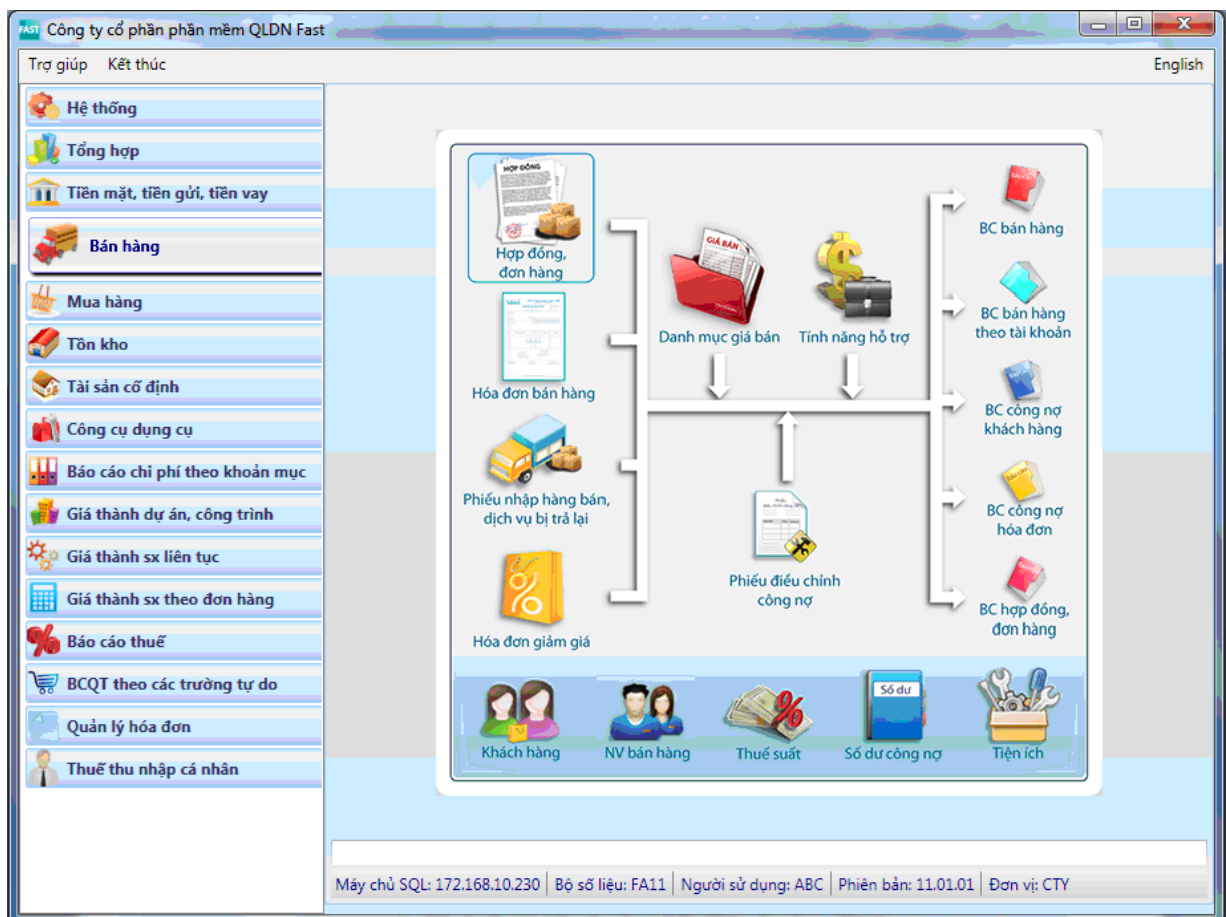 FAST Công ty cổ phần phần mềm QLDN Fast
Trợ giúp Kết thúc English
Hệ thống
Tổng hợp
Tiền mặt, tiền gửi, tiền vay
Bán hàng
Mua hàng
Tồn kho
Tài sản cố định
Công cụ dụng cụ
Báo cáo chi phí theo khoản mục
Giá thành dự án, công trình
Giá thành sx liên tục
Giá thành sx theo đơn hàng
Báo cáo thuế
BCQT theo các trường tự do
Quản lý hóa đơn
Thuế thu nhập cá nhân
HỢP ĐỒNG
Hợp đồng,
đơn hàng
Hóa đơn bán hàng
Phiếu nhập hàng bán,
dịch vụ bị trả lại
Hóa đơn giảm giá
GIÁ BÁN
Danh mục giá bán
Tính năng hỗ trợ
Phiếu điều chỉnh
công nợ
BC bán hàng
BC bán hàng
theo tài khoản
BC công nợ
khách hàng
BC công nợ
hóa đơn
BC hợp đồng,
đơn hàng
Khách hàng
NV bán hàng
Thuế suất
Số dư
Số dư công nợ
Tiện ích
Máy chủ SQL: 172.168.10.230 Bộ số liệu: FA11 Người sử dụng: ABC Phiên bản: 11.01.01 Đơn vị: CTY